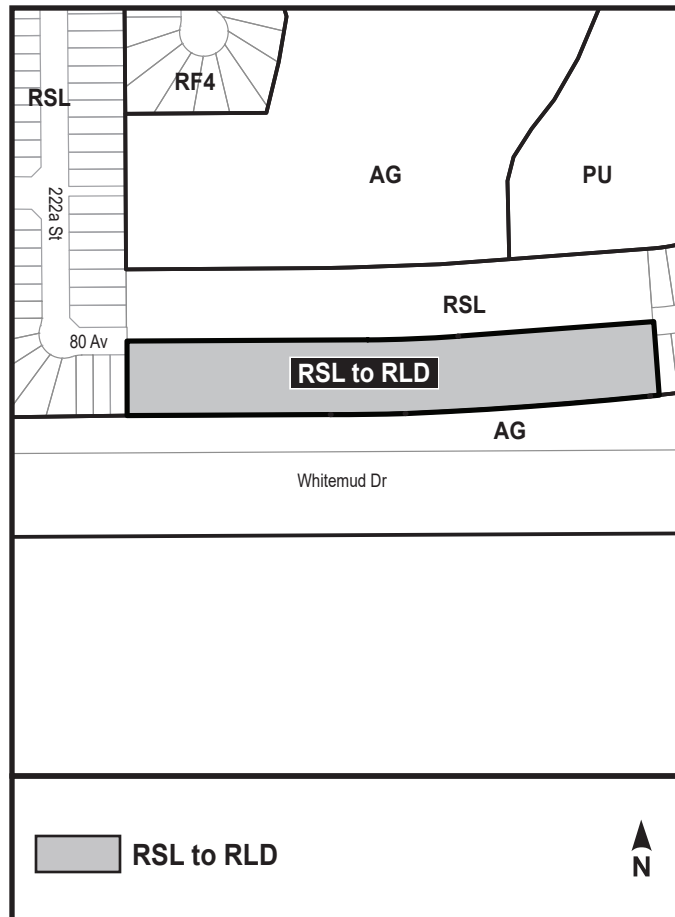 RF4
RSL
AG
PU
222a St
RSL
80 Av
RSL to RLD
AG
Whitemud Dr
RSL to RLD
N